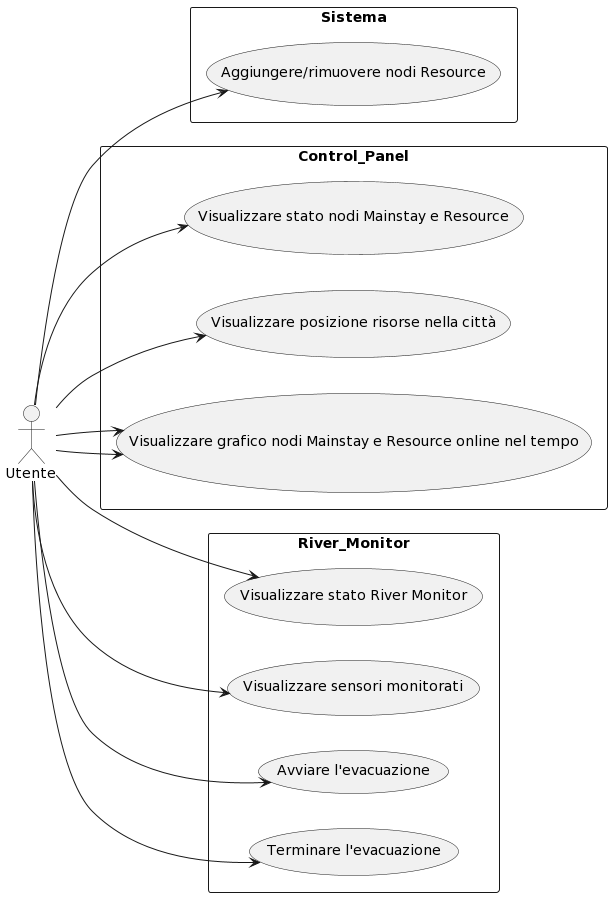 Sistema
Aggiungere/rimuovere nodi Resource
Control_Panel
Visualizzare stato nodi Mainstay e Resource
Visualizzare posizione risorse nella città
Visualizzare grafico nodi Mainstay e Resource online nel tempo
Utente
River_Monitor
Visualizzare stato River Monitor
Visualizzare sensori monitorati
Avviare l'evacuazione
Terminare l'evacuazione